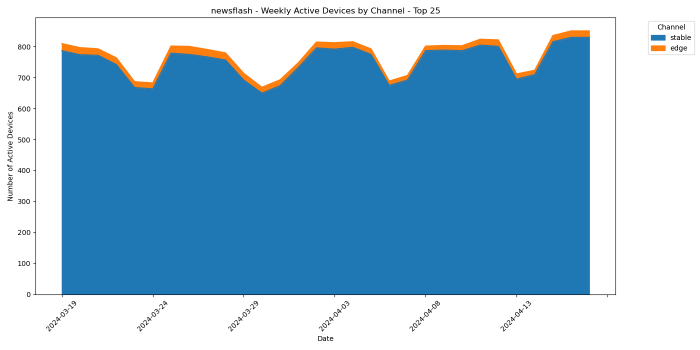 newsflash - Weekly Active Devices by Channel - Top 25
Channel
stable
edge
Number of Active Devices
800
700
600
500
400
300
200
100
0
2024-03-19
2024-03-24
2024-03-29
2024-04-03
2024-04-08
2024-04-13
Date